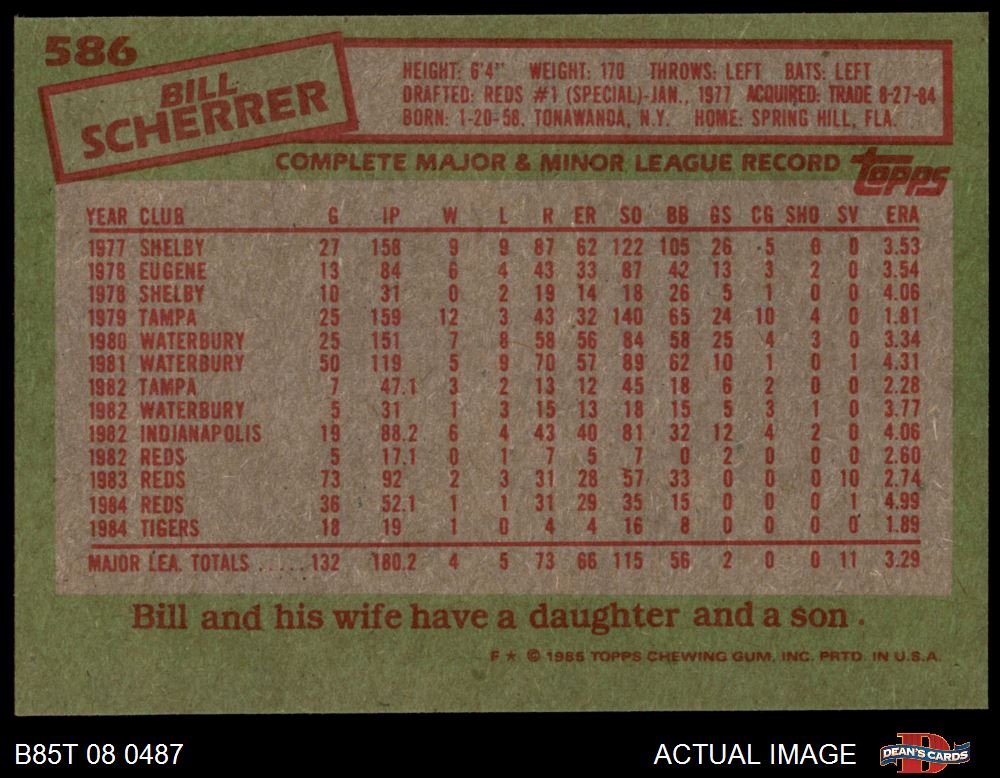 586
BILL
SCHERRER
HEIGHT: 6'4" WEIGHT: 170 THROWS: LEFT BATS: LEFT
DRAFTED: REDS #1 (SPECIAL)-JAN., 1977 ACQUIRED: TRADE 8-27-84
BORN: 1-20-58, TONAWANDA, N.Y. HOME: SPRING HILL, FLA.
COMPLETE MAJOR & MINOR LEAGUE RECORD topps
YEAR CLUB G IP W L R ER SO BB GS CG SHO SV ERA
1977 SHELBY 27 158 9 9 87 62 122 105 26 5 0 0 3.53
1978 EUGENE 13 84 6 4 43 33 87 42 13 3 2 0 3.54
1978 SHELBY 10 31 0 2 19 14 18 26 5 1 0 0 4.06
1979 TAMPA 25 159 12 3 43 32 140 65 24 10 4 0 1.81
1980 WATERBURY 25 151 7 8 58 56 84 58 25 4 3 0 3.34
1981 WATERBURY 50 119 5 9 70 57 89 62 10 1 0 1 4.31
1982 TAMPA 7 47.1 3 2 13 12 45 18 6 2 0 0 2.28
1982 WATERBURY 5 31 1 3 15 13 18 15 5 3 1 0 3.77
1982 INDIANAPOLIS 19 88.2 6 4 43 40 81 32 12 4 2 0 4.06
1982 REDS 5 17.1 0 1 7 5 7 0 2 0 0 0 2.60
1983 REDS 73 92 2 3 31 28 57 33 0 0 0 10 2.74
1984 REDS 36 52.1 1 1 31 29 35 15 0 0 0 1 4.99
1984 TIGERS 18 19 1 0 4 4 16 8 0 0 0 0 1.89
MAJOR LEA. TOTALS ..... 132 180.2 4 5 73 66 115 56 2 0 0 11 3.29
Bill and his wife have a daughter and a son.
F ★ © 1985 TOPPS CHEWING GUM, INC. PRTD. IN U.S.A.
B85T 08 0487 ACTUAL IMAGE DEAN'S CARDS